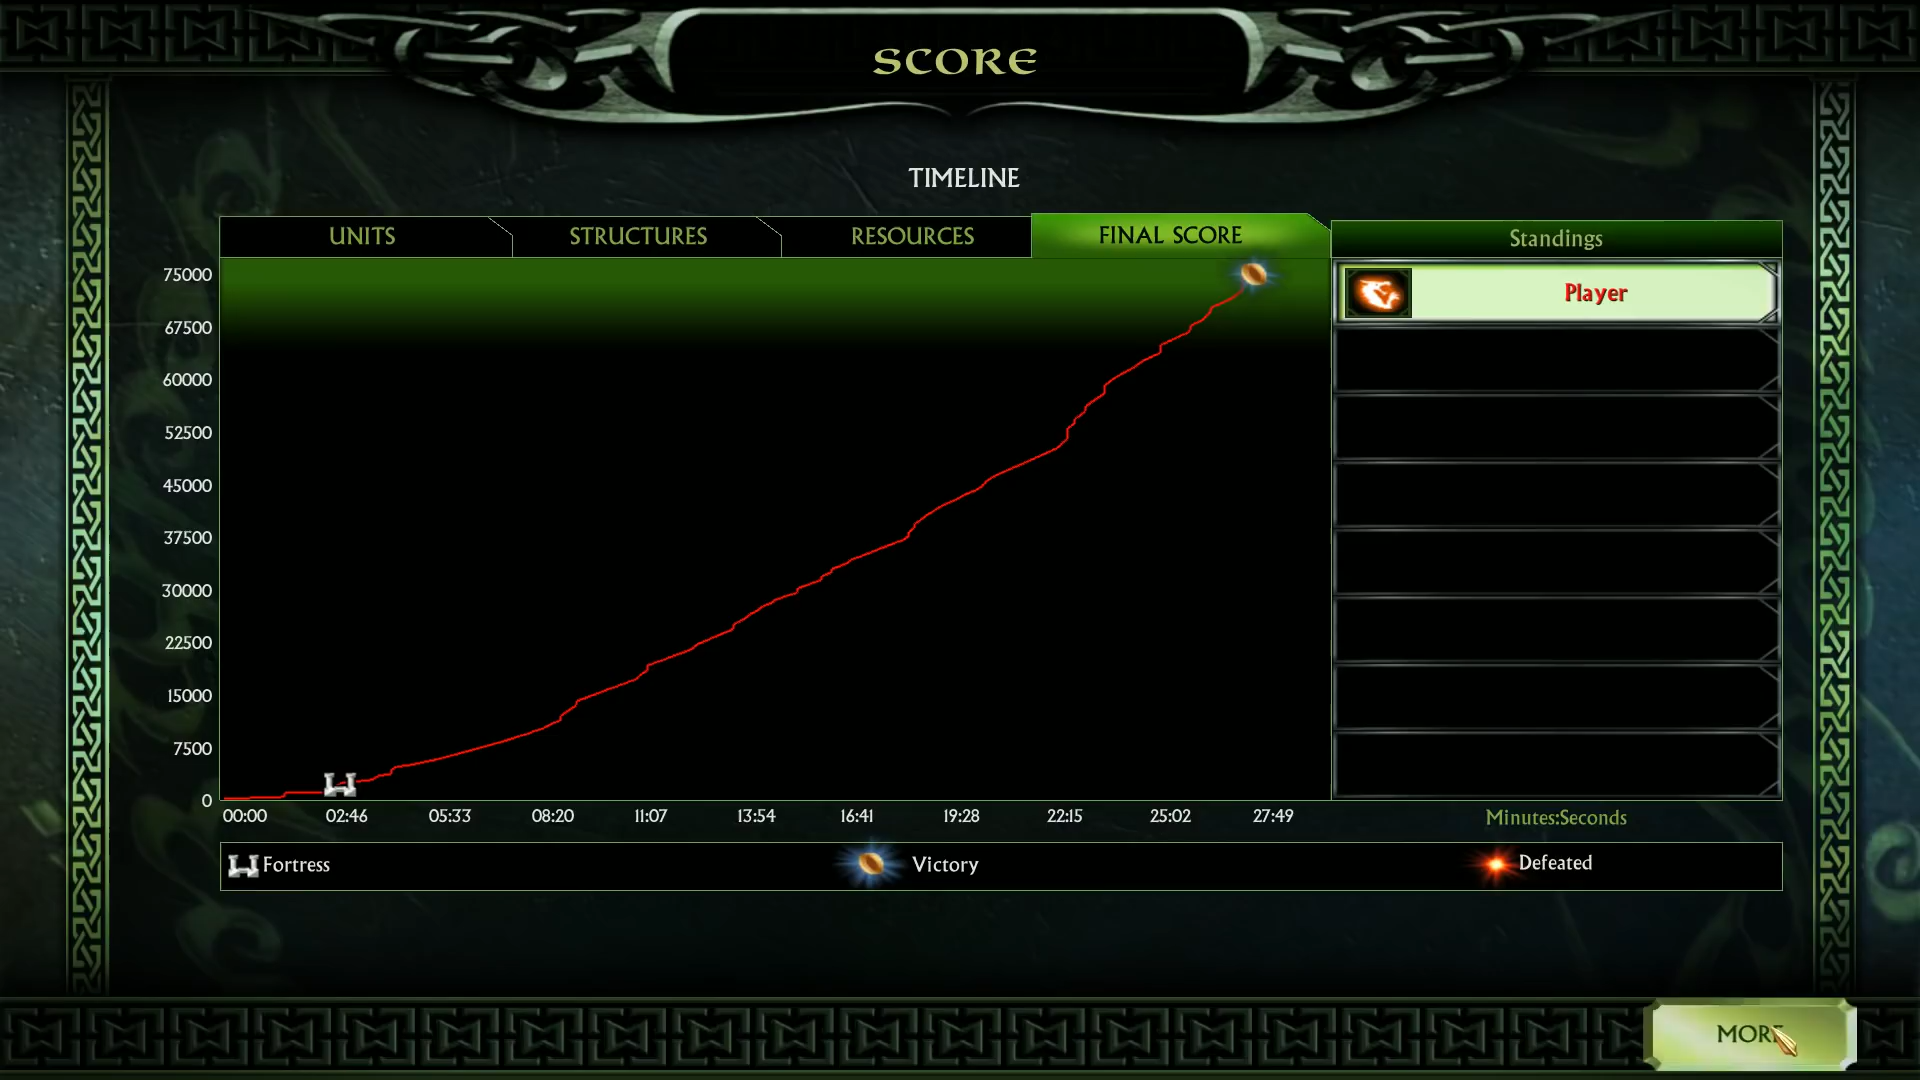 SCORE
TIMELINE
UNITS STRUCTURES RESOURCES FINAL SCORE Standings
75000
67500
60000
52500
45000
37500
30000
22500
15000
7500
0
Player
00:00 02:46 05:33 08:20 11:07 13:54 16:41 19:28 22:15 25:02 27:49 Minutes:Seconds
Fortress Victory Defeated
MORE